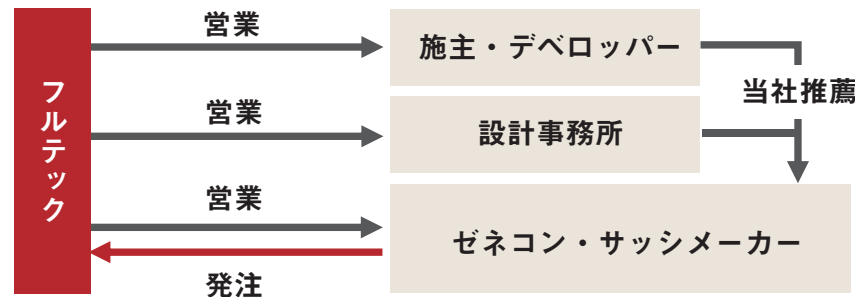 フルテック
営業
施主・デベロッパー
当社推薦
営業
設計事務所
営業
ゼネコン・サッシメーカー
発注